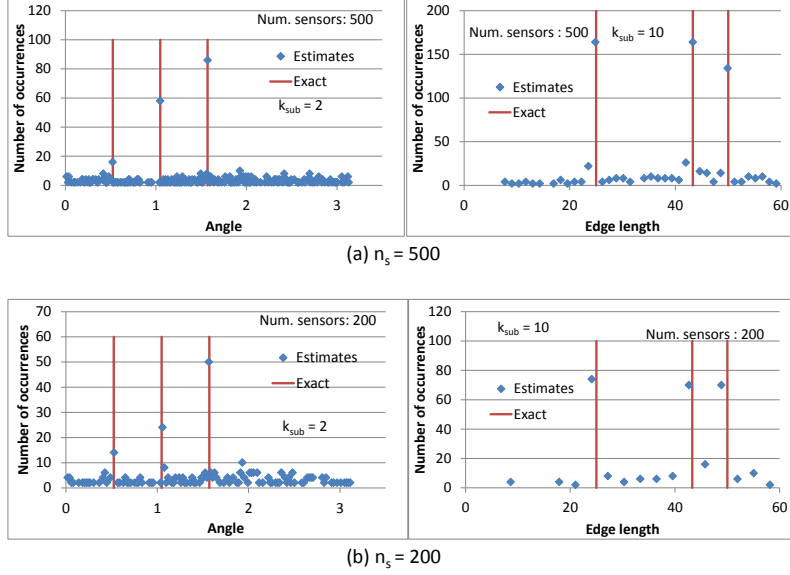 120
100
80
60
40
20
0
Number of occurrences
Num. sensors: 500
Estimates
Exact
k_sub = 2
0 1 2 3
Angle
200
150
100
50
0
Number of occurrences
Num. sensors : 500 k_sub = 10
Estimates
Exact
0 20 40 60
Edge length
(a) n_s = 500
70
60
50
40
30
20
10
0
Number of occurrences
Num. sensors: 200
Estimates
Exact
k_sub = 2
0 1 2 3
Angle
120
100
80
60
40
20
0
Number of occurrences
k_sub = 10
Num. sensors : 200
Estimates
Exact
0 20 40 60
Edge length
(b) n_s = 200